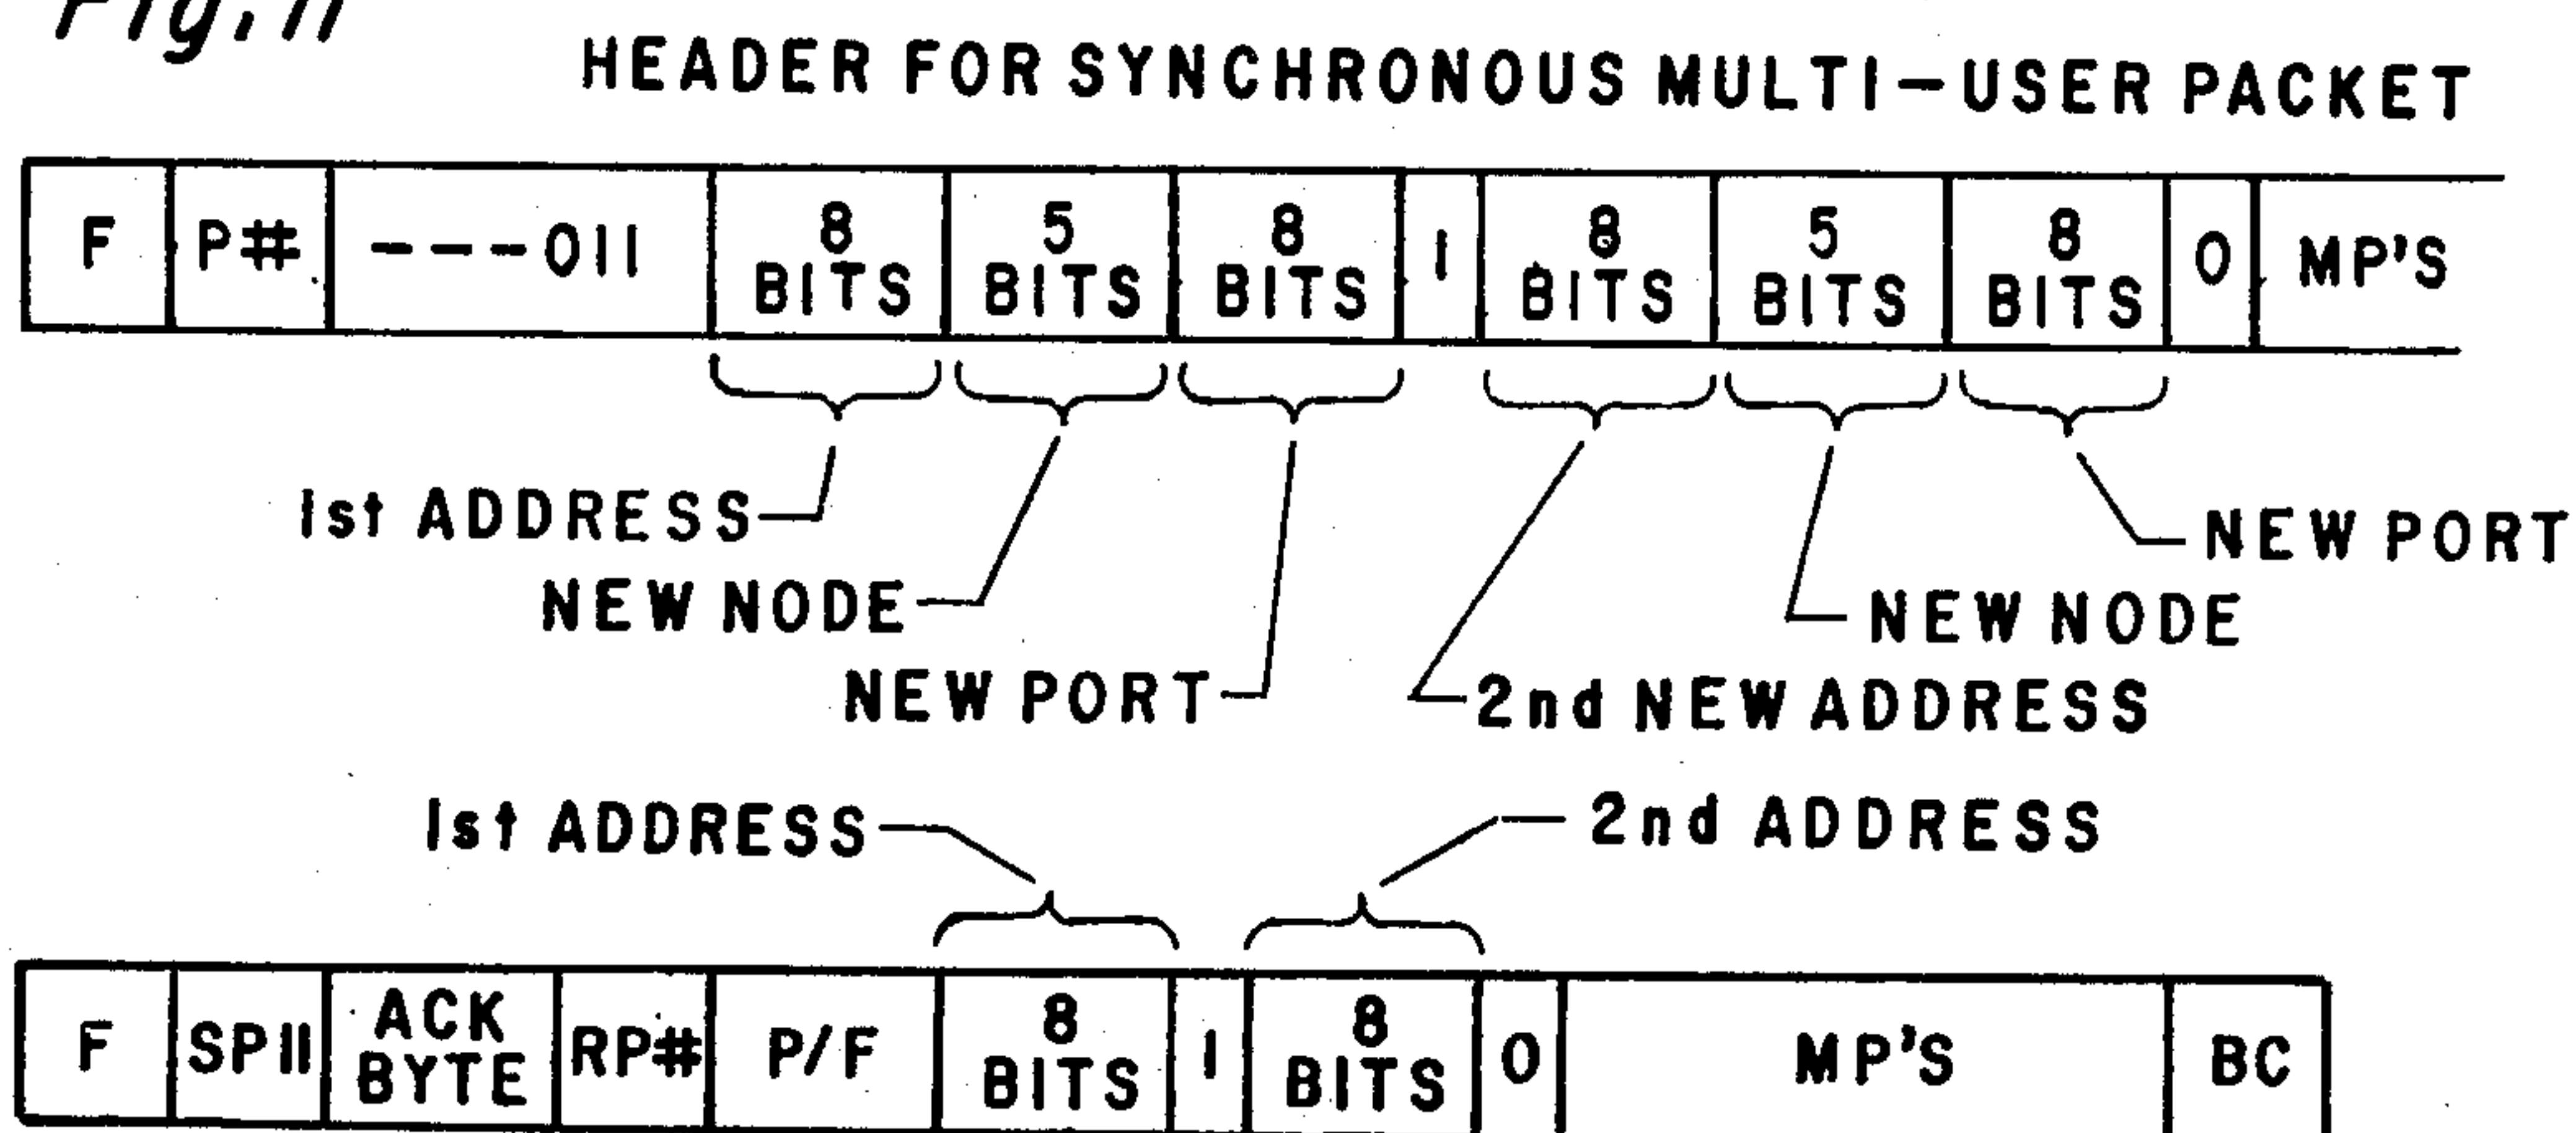 Fig. 11
HEADER FOR SYNCHRONOUS MULTI-USER PACKET
F P# ---011 8 BITS 5 BITS 8 BITS 1 8 BITS 5 BITS 8 BITS 0 MP'S
1st ADDRESS
NEW PORT
NEW NODE
NEW NODE
NEW PORT
2nd NEW ADDRESS
1st ADDRESS
2nd ADDRESS
F SP11 ACK BYTE RP# P/F 8 BITS 1 8 BITS 0 MP'S BC